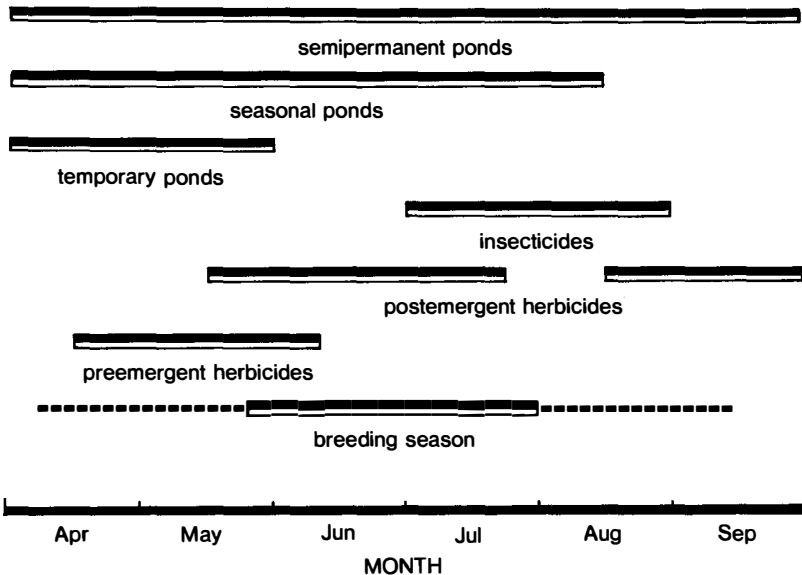 semipermanent ponds
seasonal ponds
temporary ponds
insecticides
postemergent herbicides
preemergent herbicides
breeding season
Apr May Jun Jul Aug Sep
MONTH